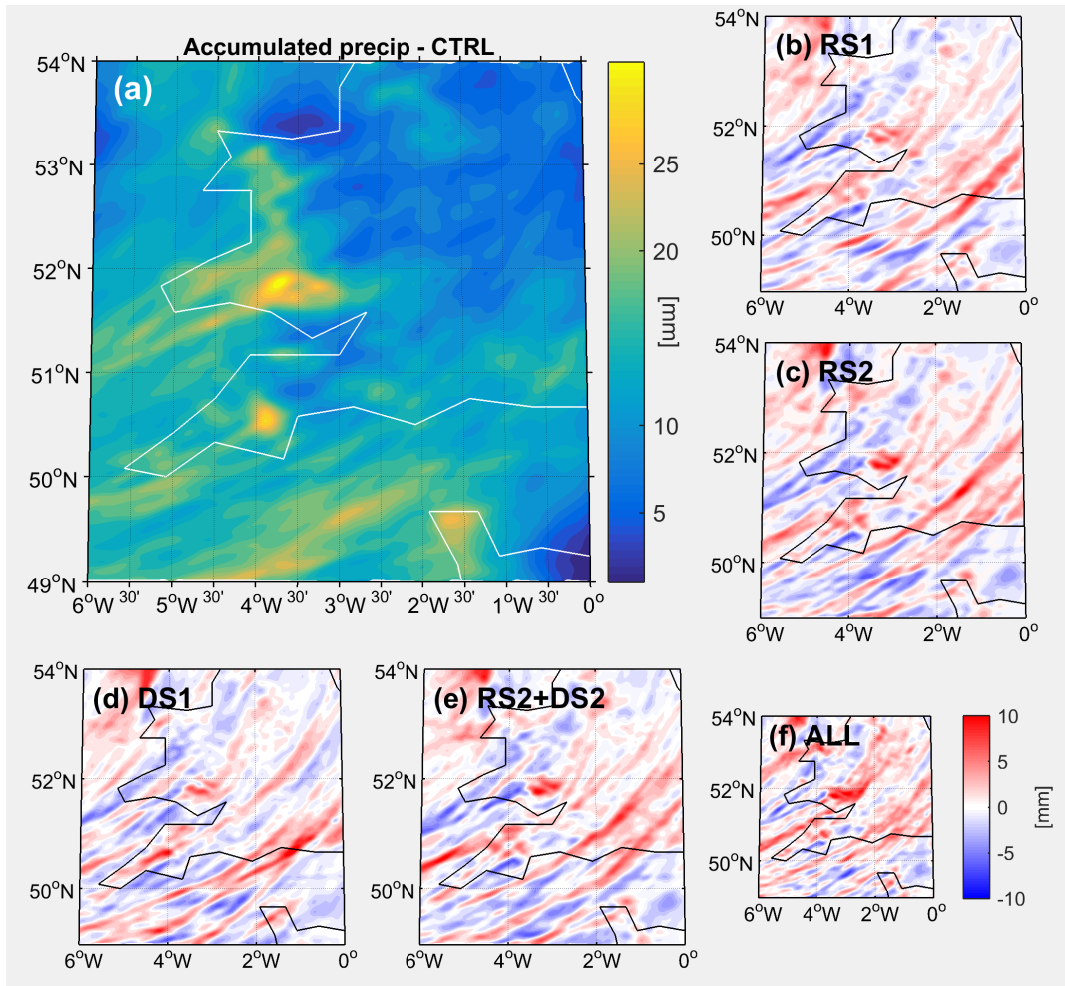 Accumulated precip - CTRL
(a)
54°N
53°N
52°N
51°N
50°N
49°N
6°W 30' 5°W 30' 4°W 30' 3°W 30' 2°W 30' 1°W 30' 0°
25
20
10
5
[mm]
(b) RS1
54°N
52°N
50°N
6°W 4°W 2°W 0°
(c) RS2
54°N
52°N
50°N
6°W 4°W 2°W 0°
(d) DS1
54°N
52°N
50°N
6°W 4°W 2°W 0°
(e) RS2+DS2
54°N
52°N
50°N
6°W 4°W 2°W 0°
(f) ALL
54°N
52°N
50°N
6°W 4°W 2°W 0°
10
5
0
-5
-10
[mm]